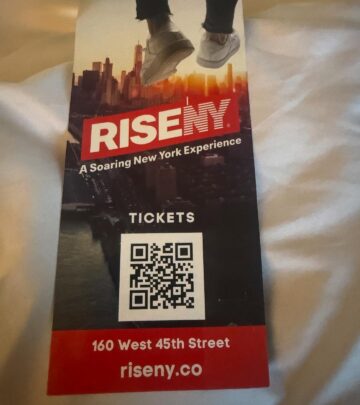 RISENY
A Soaring New York Experience
TICKETS
160 West 45th Street
riseny.co